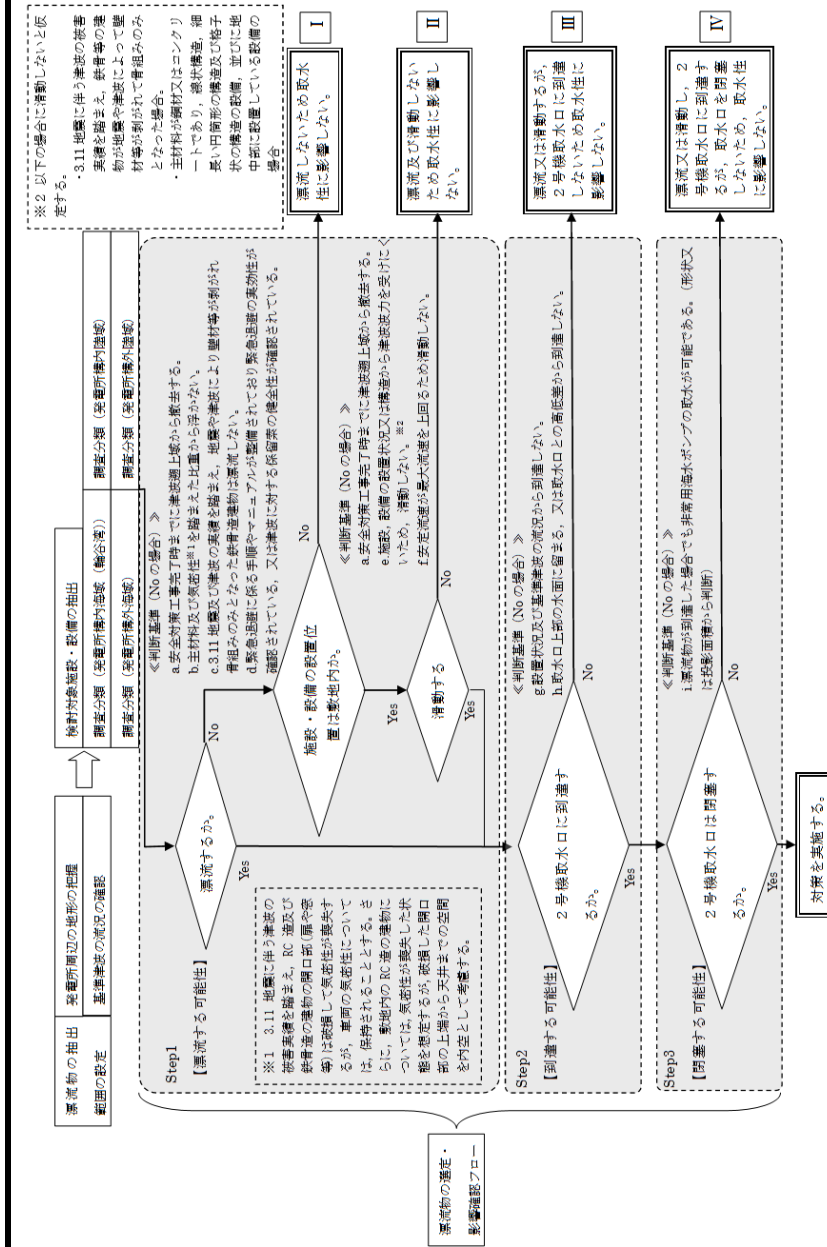 漂流物の抽出
範囲の設定
発電所周辺の地形の把握
基準津波の流況の確認
検討対象施設・設備の抽出
調査分類（発電所構内海域（輪谷湾））
調査分類（発電所構内陸域）
調査分類（発電所構外海域）
調査分類（発電所構外陸域）
漂流物の選定・
影響確認フロー
Step1
【漂流する可能性】
漂流するか。
No
Yes
≪判断基準（Noの場合）≫
a.安全対策工事完了時までに津波遡上域から撤去する。
b.主材料及び気密性※1を踏まえた比重から浮かない。
c.3.11 地震及び津波の実績を踏まえ，地震や津波により壁材等が剥がれ
骨組みのみとなった鉄骨造建物は漂流しない。
d.緊急退避に係る手順やマニュアルが整備されており緊急退避の実効性が
確認されている，又は津波に対する係留索の健全性が確認されている。
※1 3.11 地震に伴う津波の
被害実績を踏まえ，RC 造及び
鉄骨造の建物の開口部（扉や窓
等）は破損して気密性が喪失す
るが，車両の気密性について
は，保持されることとする。さ
らに，敷地内の RC 造の建物に
ついては，気密性が喪失した状
態を想定するが，破損した開口
部の上端から天井までの空間
を内空として考慮する。
施設・設備の設置位
置は敷地内か。
No
Yes
≪判断基準（Noの場合）≫
a.安全対策工事完了時までに津波遡上域から撤去する。
e.施設，設備の設置状況又は構造から津波波力を受けにく
いため，滑動しない。※2
f.安定流速が最大流速を上回るため滑動しない。
滑動する
No
Yes
※2 以下の場合に滑動しないと仮
定する。
・3.11 地震に伴う津波の被害
実績を踏まえ，鉄骨等の建
物が地震や津波によって壁
材等が剥がれて骨組みのみ
となった場合。
・主材料が鋼材又はコンクリ
ートであり，線状構造，細
長い円筒形の構造及び格子
状の構造の設備，並びに地
中部に設置している設備の
場合
漂流しないため取水
性に影響しない。
Ⅰ
漂流及び滑動しない
ため取水性に影響し
ない。
Ⅱ
Step2
【到達する可能性】
2号機取水口に到達す
るか。
No
Yes
≪判断基準（Noの場合）≫
g.設置状況及び基準津波の流況から到達しない。
h.取水口上部の水面に留まる，又は取水口との高低差から到達しない。
漂流又は滑動するが，
2号機取水口に到達
しないため取水性に
影響しない。
Ⅲ
Step3
【閉塞する可能性】
2号機取水口は閉塞す
るか。
No
Yes
≪判断基準（Noの場合）≫
i.漂流物が到達した場合でも非常用海水ポンプの取水が可能である。（形状又
は投影面積から判断）
漂流又は滑動し，2
号機取水口に到達す
るが，取水口を閉塞
しないため，取水性
に影響しない。
Ⅳ
対策を実施する。